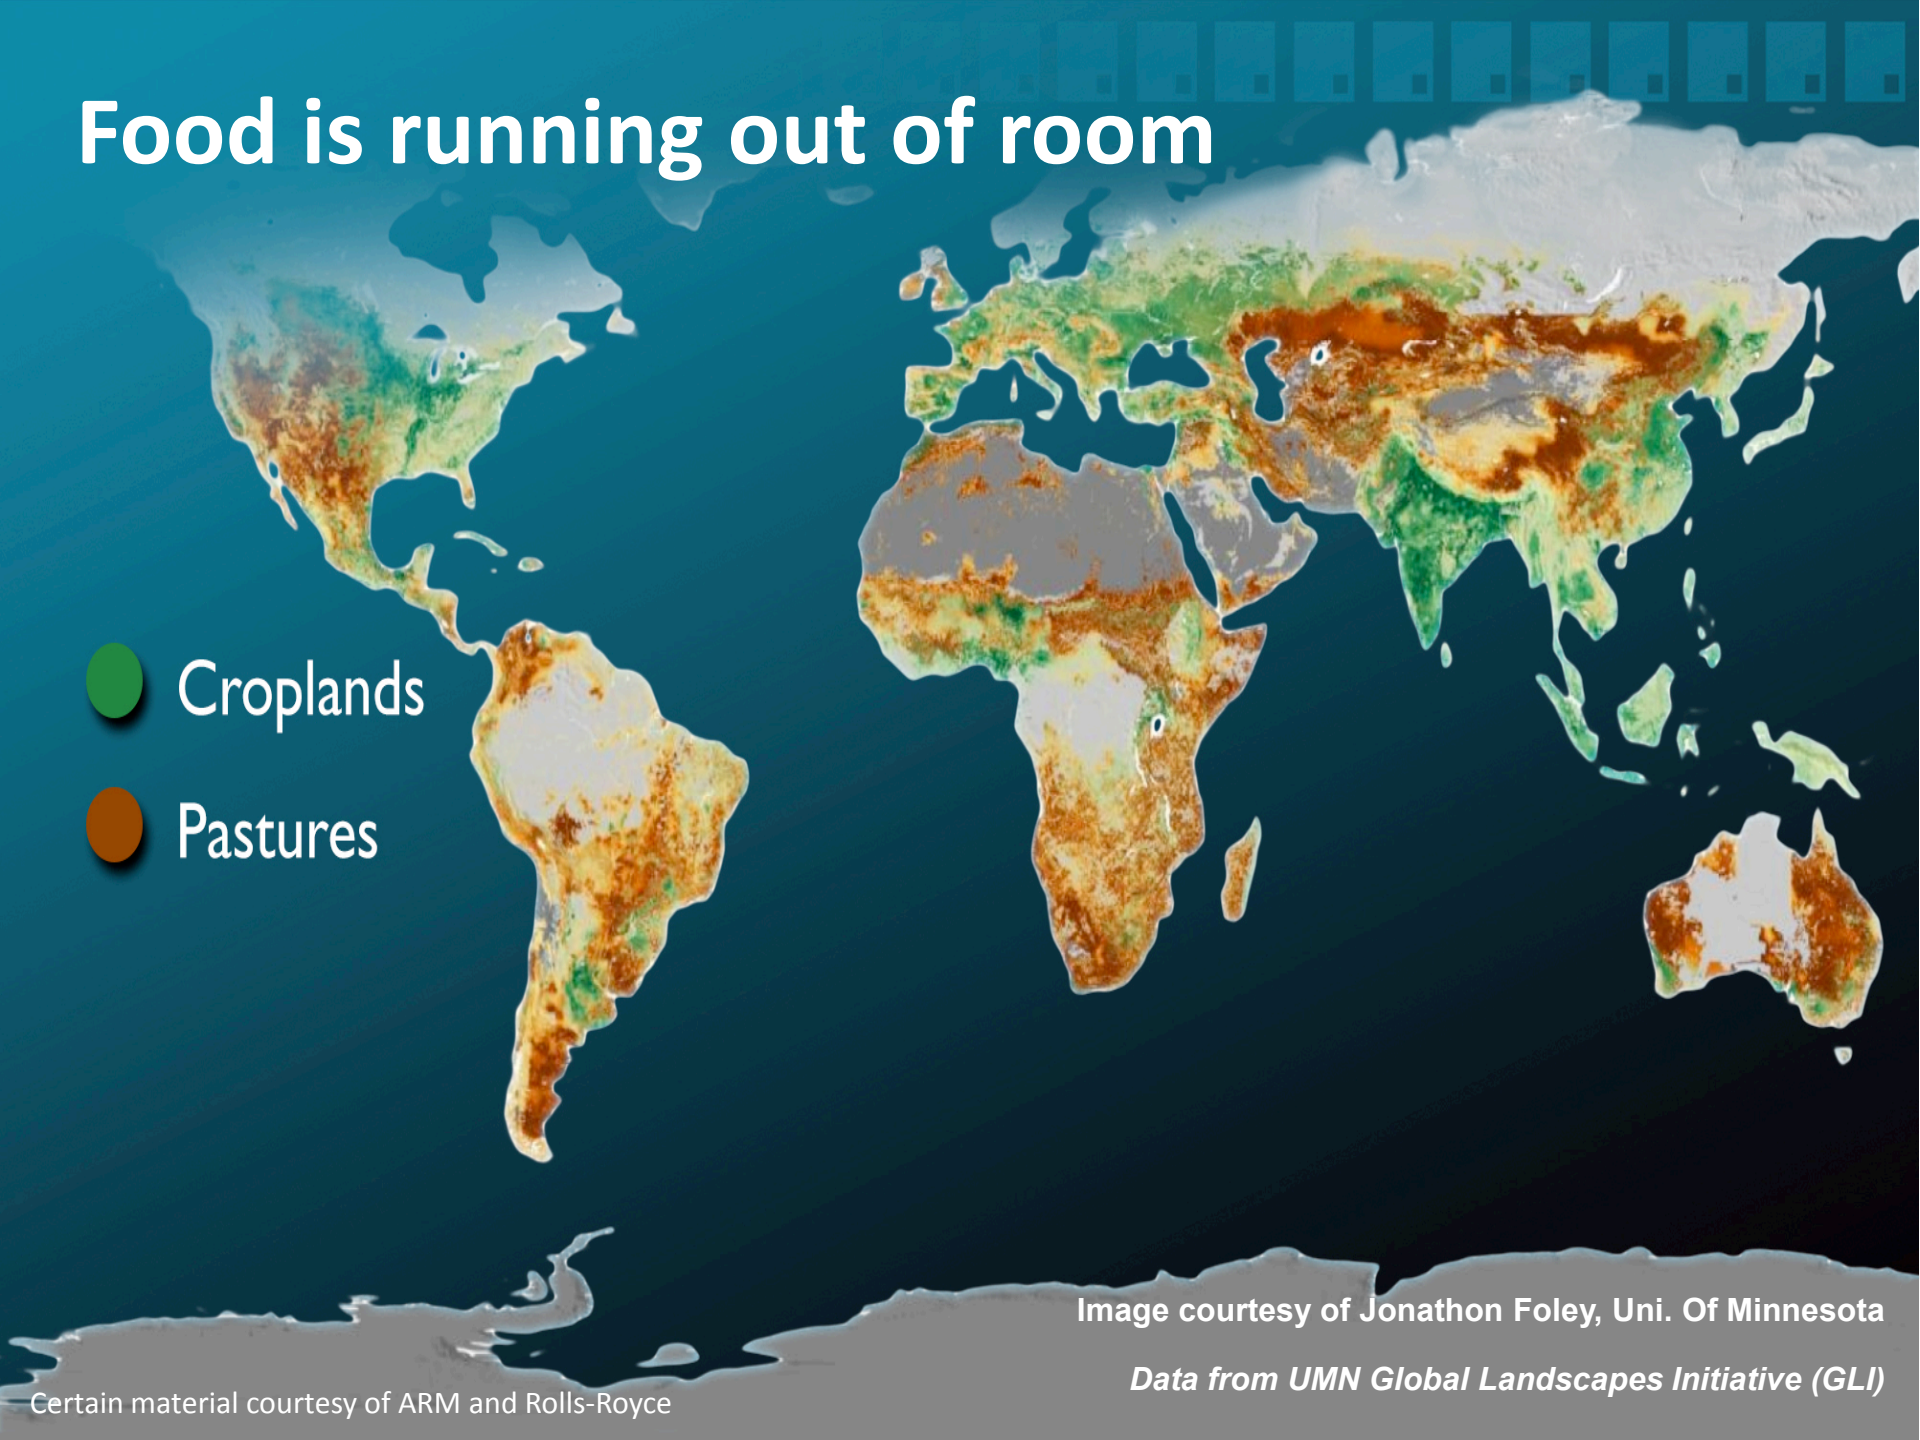 Food is running out of room
Croplands
Pastures
Image courtesy of Jonathon Foley, Uni. Of Minnesota
Data from UMN Global Landscapes Initiative (GLI)
Certain material courtesy of ARM and Rolls-Royce